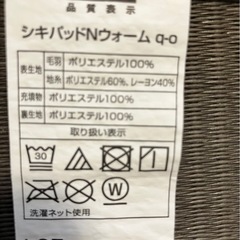 品質表示
シキパッドNウォーム q-o
表生地
毛羽 ポリエステル100%
地糸 ポリエステル60%, レーヨン40%
充填物 ポリエステル100%
裏生地 ポリエステル100%
取り扱い表示
30
W
洗濯ネット使用